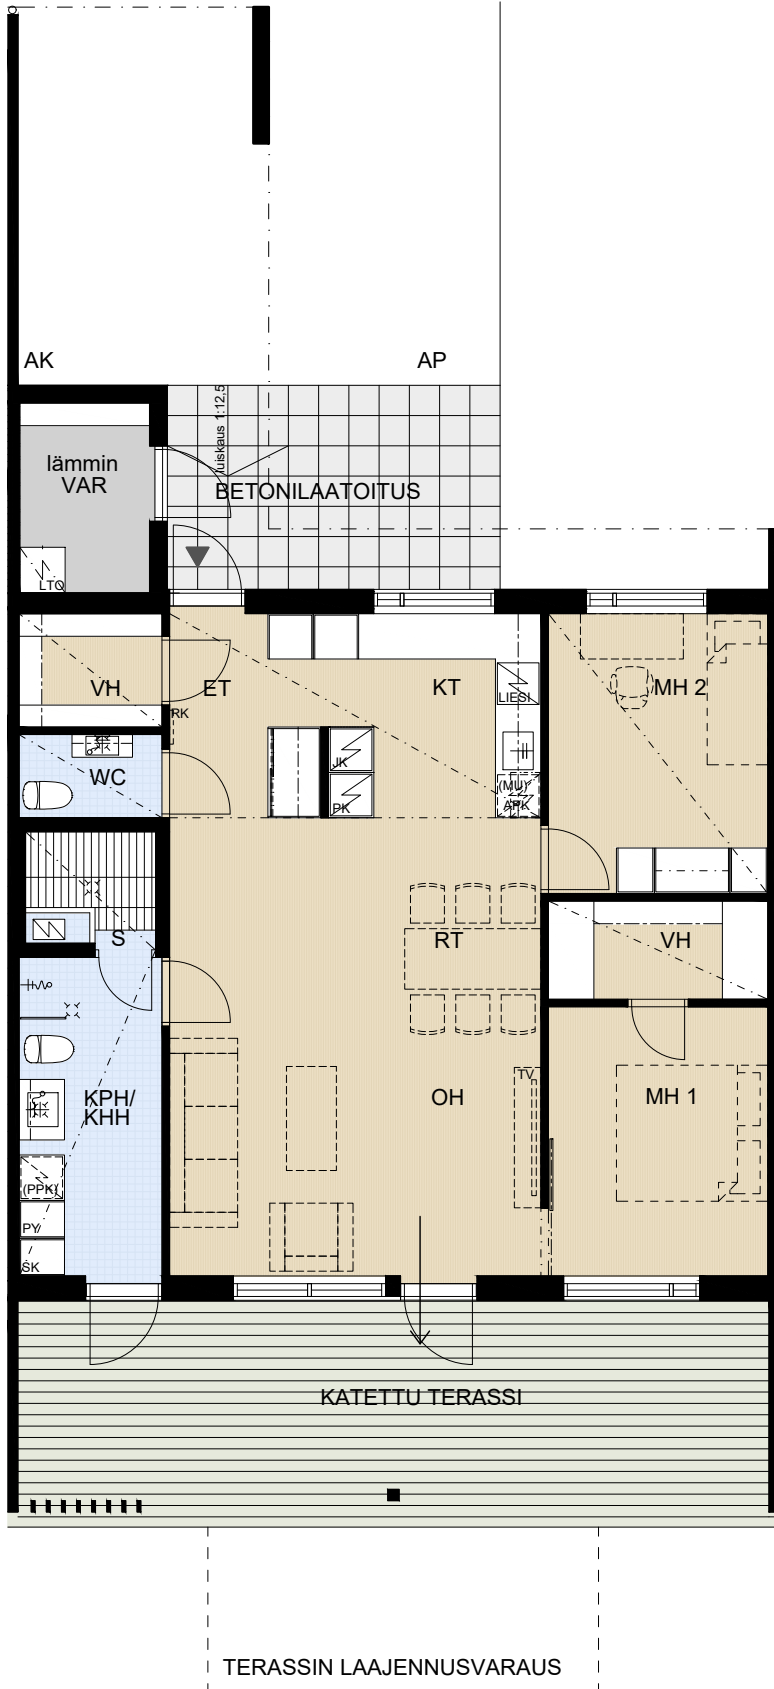 AK
AP
luiskaus 1:12,5
lämmin
VAR
BETONILAATOITUS
LTO
VH
ET
KT
LIESI
MH 2
RK
WC
JK
PK
(MU)
APK
S
RT
VH
TV
KPH/
KHH
OH
MH 1
(PPK)
PY
SK
KATETTU TERASSI
TERASSIN LAAJENNUSVARAUS